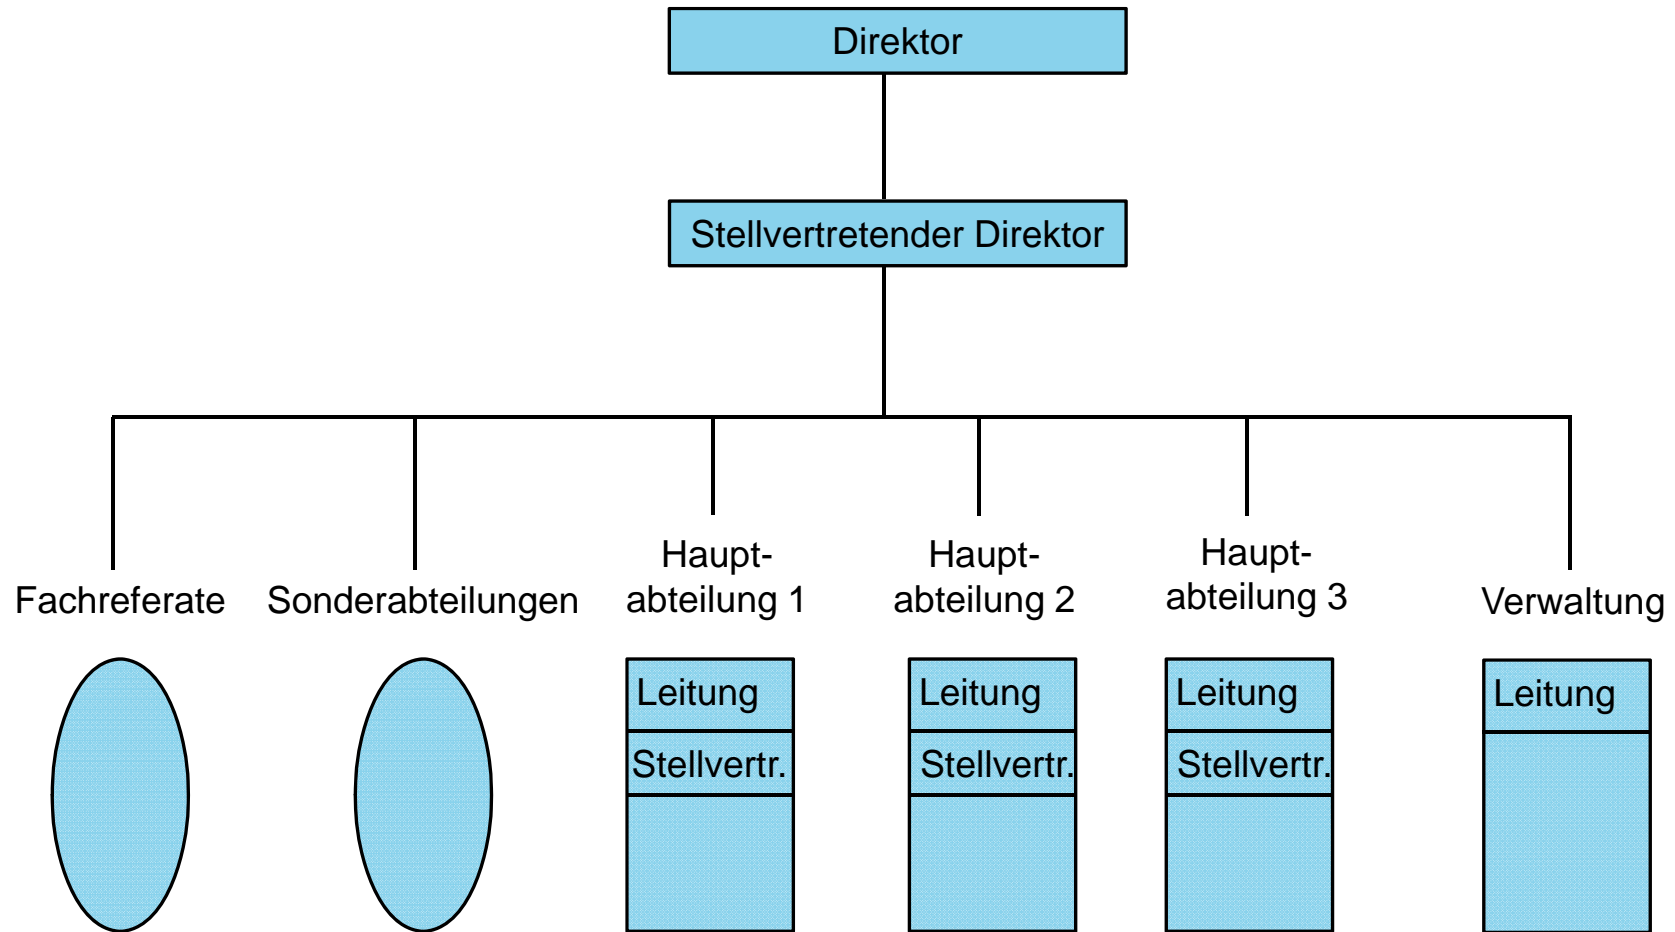 Direktor
Stellvertretender Direktor
Fachreferate
Sonderabteilungen
Haupt-
abteilung 1
Haupt-
abteilung 2
Haupt-
abteilung 3
Verwaltung
Leitung
Stellvertr.
Leitung
Stellvertr.
Leitung
Stellvertr.
Leitung